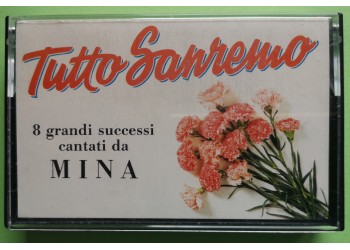 Tutto Sanremo
8 grandi successi
cantati da
MINA